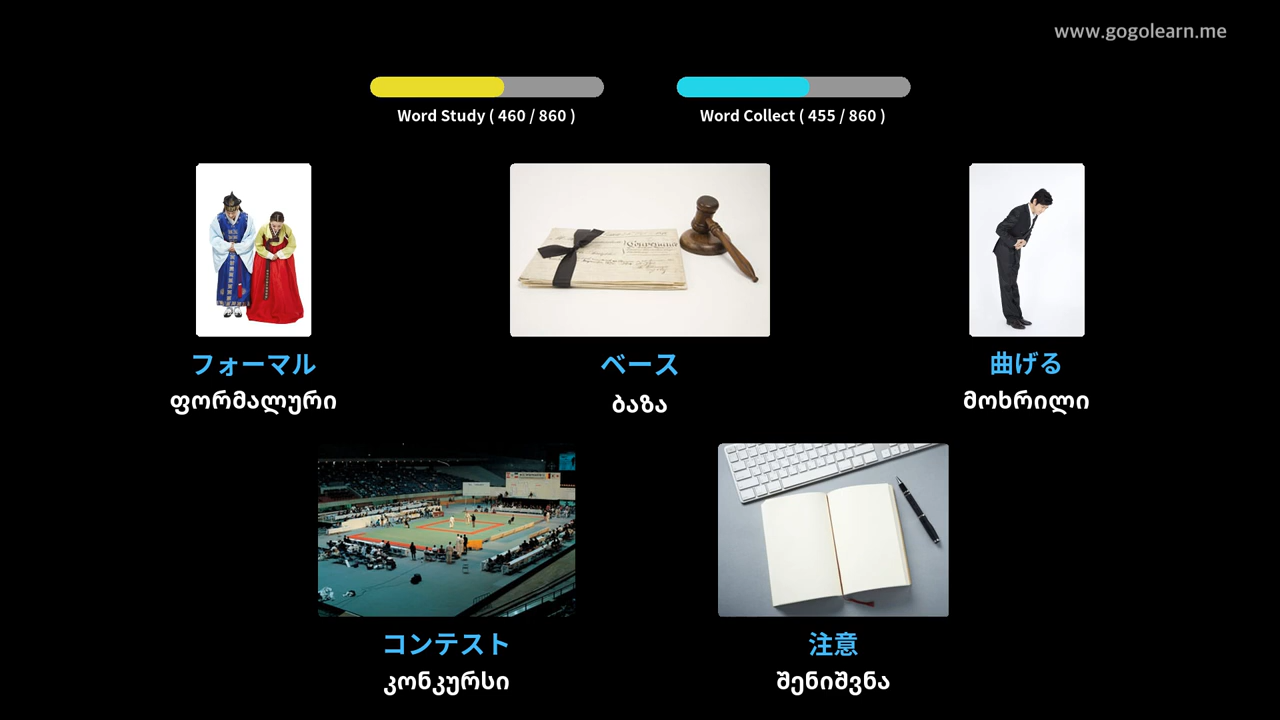 www.gogolearn.me
Word Study ( 460 / 860 )
Word Collect ( 455 / 860 )
フォーマル
ფორმალური
ベース
ბაზა
曲げる
მოხრილი
コンテスト
კონკურსი
注意
შენიშვნა